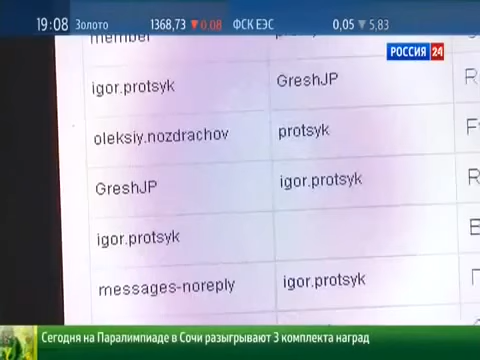 19:08 Золото 1368,73 ▼0,08 ФСК ЕЭС 0,05 ▼5,83
member
РОССИЯ 24
igor.protsyk GreshJP R
oleksiy.nozdrachov protsyk F
GreshJP igor.protsyk R
igor.protsyk
messages-noreply igor.protsyk
Сегодня на Паралимпиаде в Сочи разыгрывают 3 комплекта наград